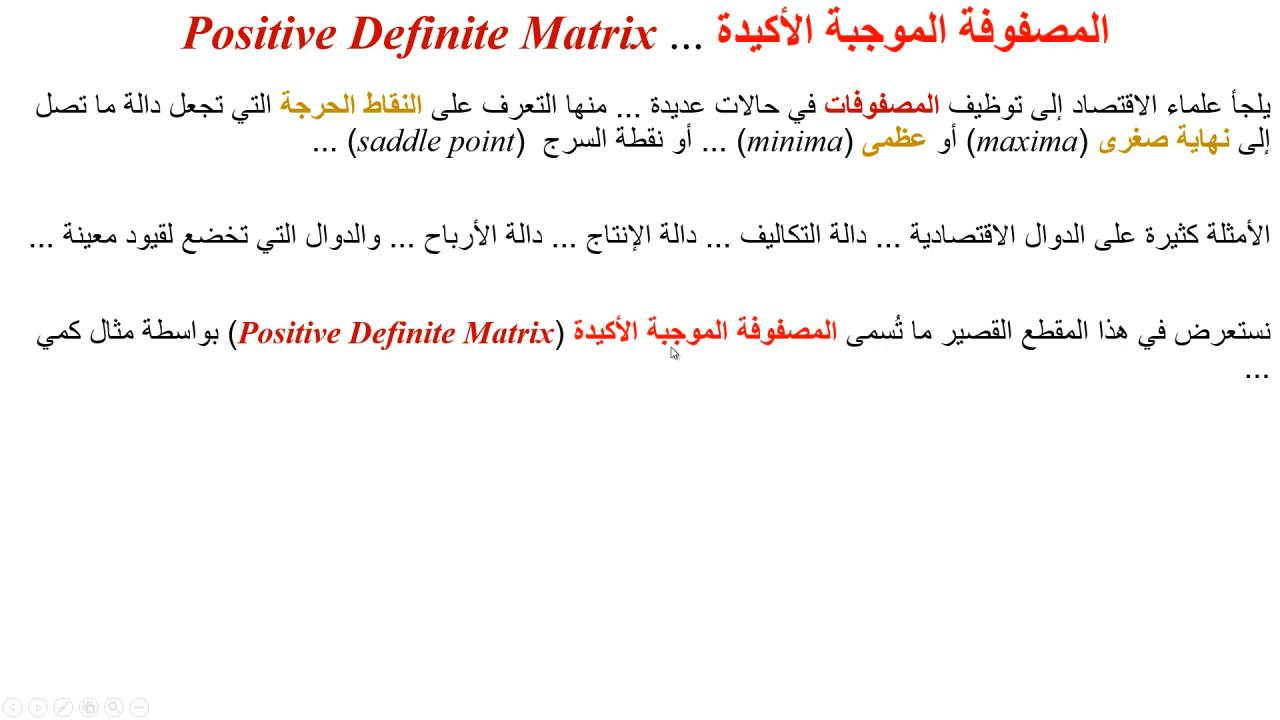 المصفوفة الموجبة الأكيدة ... Positive Definite Matrix
يلجأ علماء الاقتصاد إلى توظيف المصفوفات في حالات عديدة ... منها التعرف على النقاط الحرجة التي تجعل دالة ما تصل
إلى نهاية صغرى (maxima) أو عظمى (minima) ... أو نقطة السرج (saddle point) ...
الأمثلة كثيرة على الدوال الاقتصادية ... دالة التكاليف ... دالة الإنتاج ... دالة الأرباح ... والدوال التي تخضع لقيود معينة ...
نستعرض في هذا المقطع القصير ما تُسمى المصفوفة الموجبة الأكيدة (Positive Definite Matrix) بواسطة مثال كمي
...